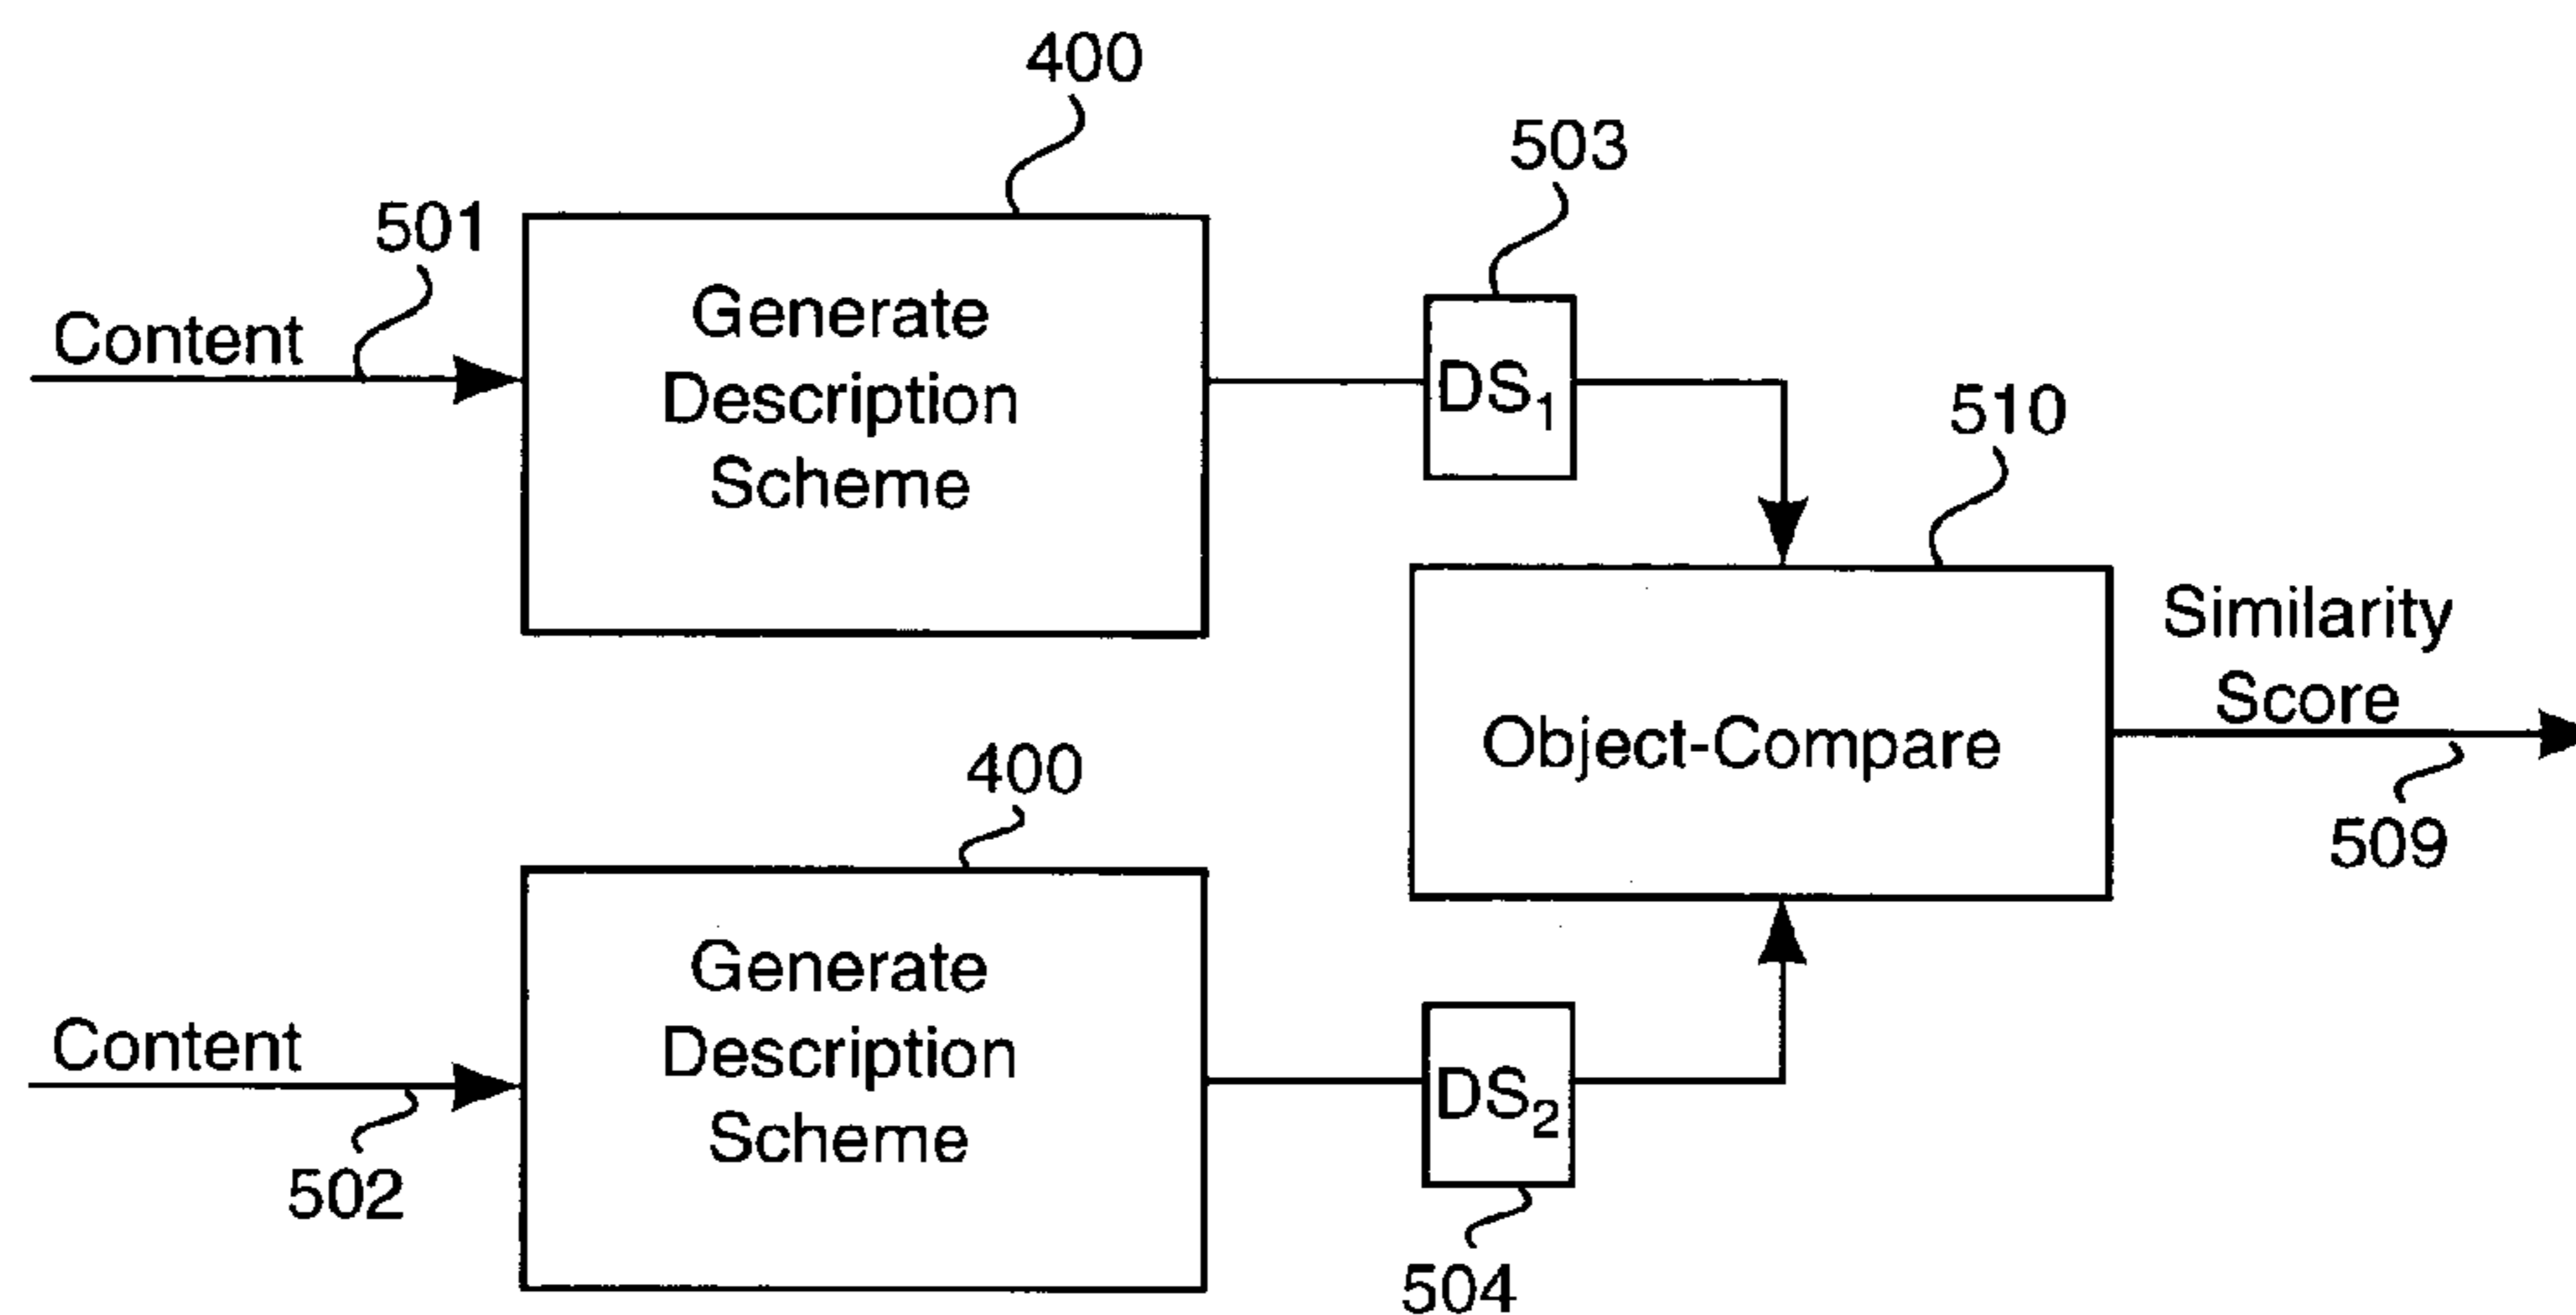 400
503
501
Content
Generate
Description
Scheme
DS₁
510
Object-Compare
Similarity
Score
509
400
Content
502
Generate
Description
Scheme
DS₂
504